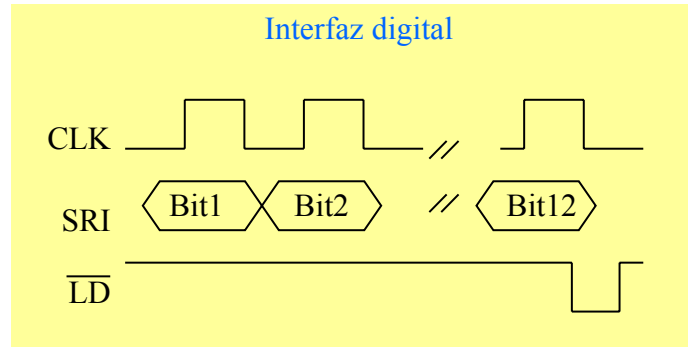 Interfaz digital
CLK //
SRI Bit1 Bit2 // Bit12
LD